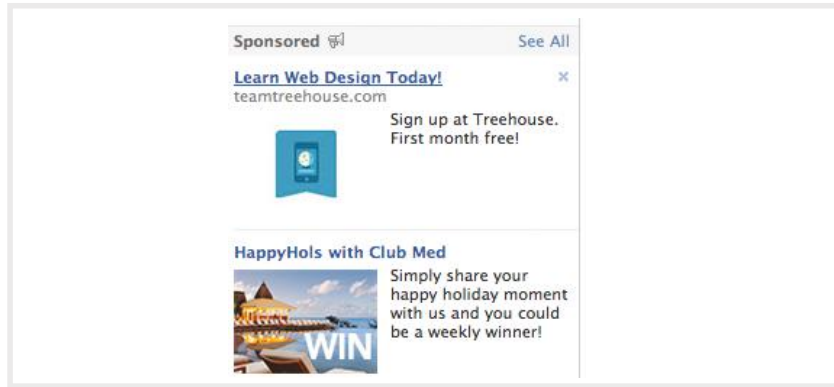 Sponsored See All
Learn Web Design Today! ×
teamtreehouse.com
Sign up at Treehouse.
First month free!
HappyHols with Club Med
Simply share your
happy holiday moment
with us and you could
be a weekly winner!
WIN